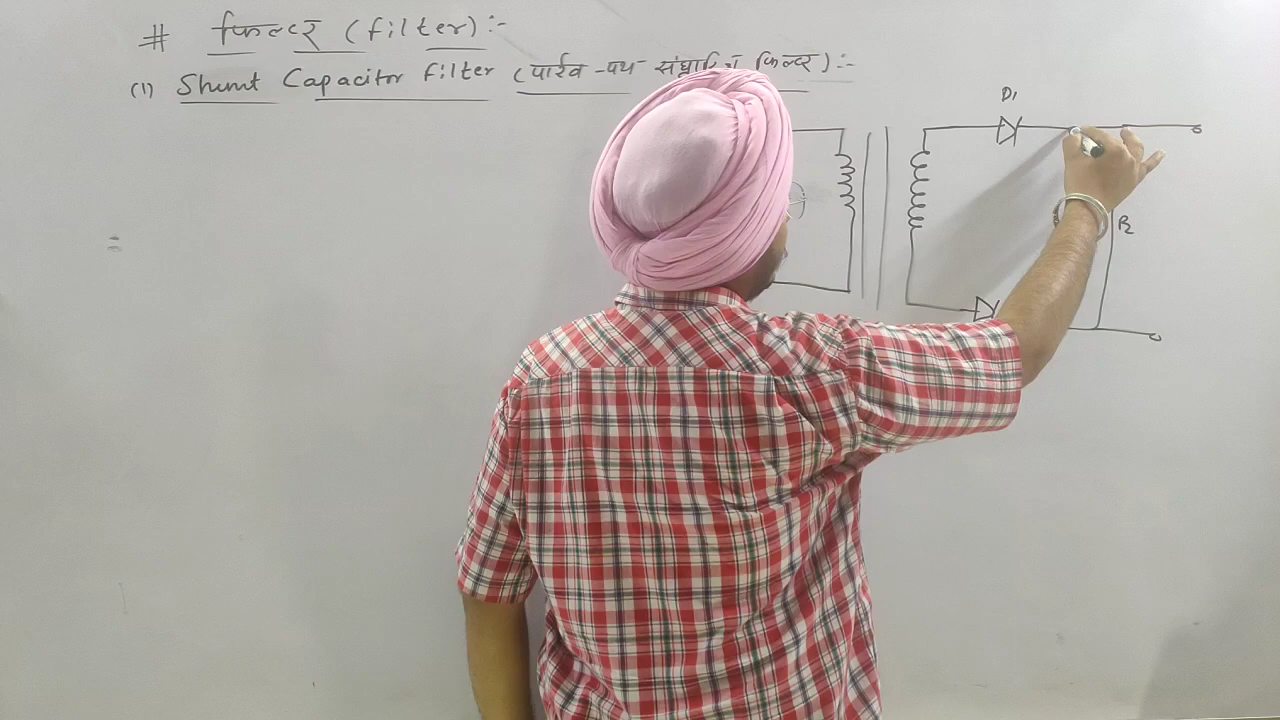 # फिल्टर (filter):-
(1) Shunt Capacitor filter (पार्श्व-पथ संधारित्र फिल्टर):-
D1
R